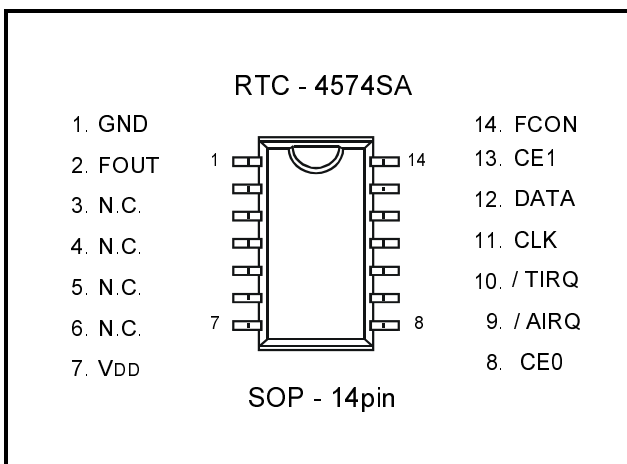 RTC - 4574SA
1. GND
2. FOUT
3. N.C.
4. N.C.
5. N.C.
6. N.C.
7. VDD
1
7
14
8
14. FCON
13. CE1
12. DATA
11. CLK
10. / TIRQ
9. / AIRQ
8. CE0
SOP - 14pin